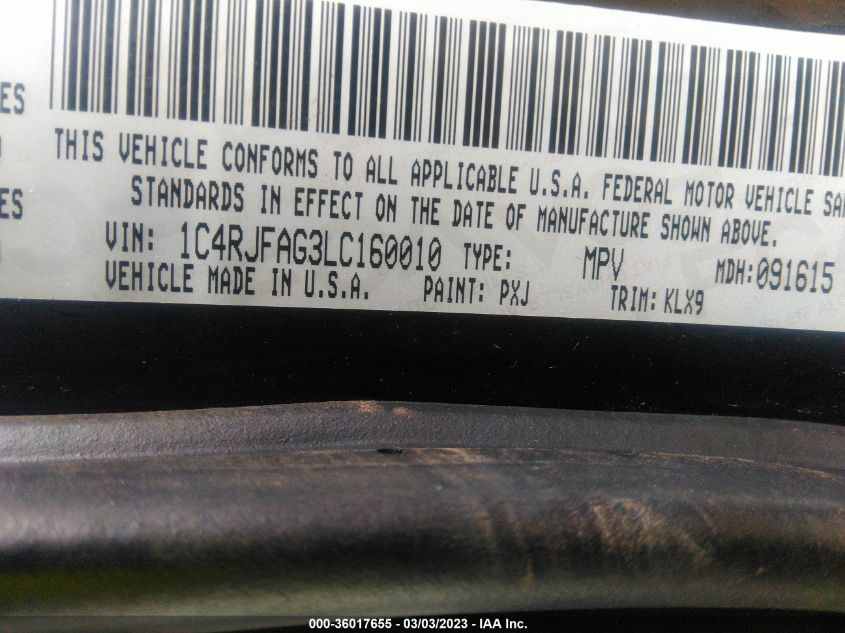 ES
THIS VEHICLE CONFORMS TO ALL APPLICABLE U.S.A. FEDERAL MOTOR VEHICLE SA
ES
STANDARDS IN EFFECT ON THE DATE OF MANUFACTURE SHOWN ABOVE.
VIN: 1C4RJFAG3LC160010 TYPE: MPV MDH:091615
VEHICLE MADE IN U.S.A. PAINT: PXJ TRIM: KLX9
000-36017655 - 03/03/2023 - IAA Inc.